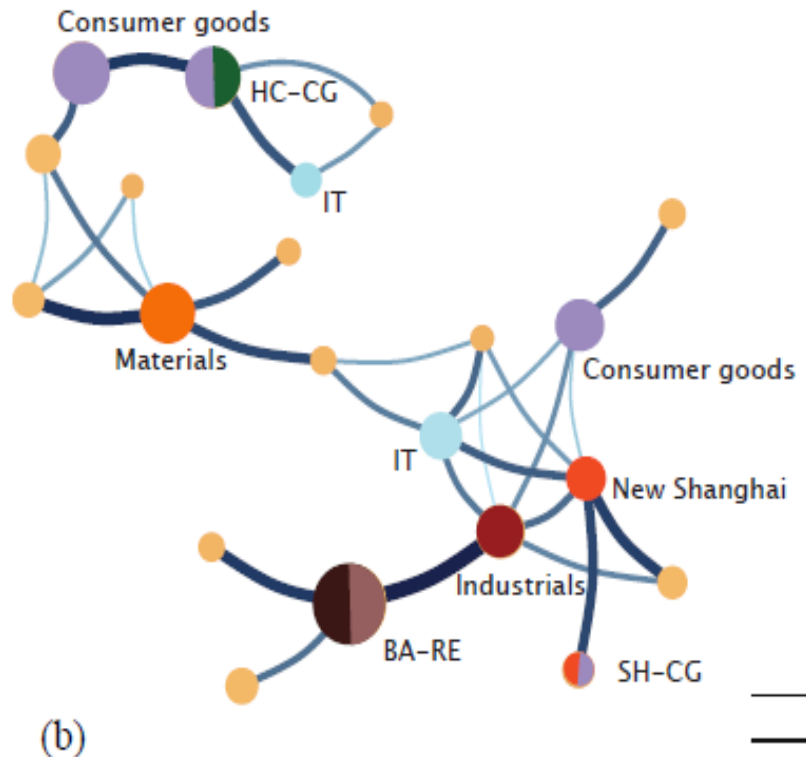 Consumer goods
HC-CG
IT
Materials
Consumer goods
IT
New Shanghai
Industrials
BA-RE
SH-CG
(b)